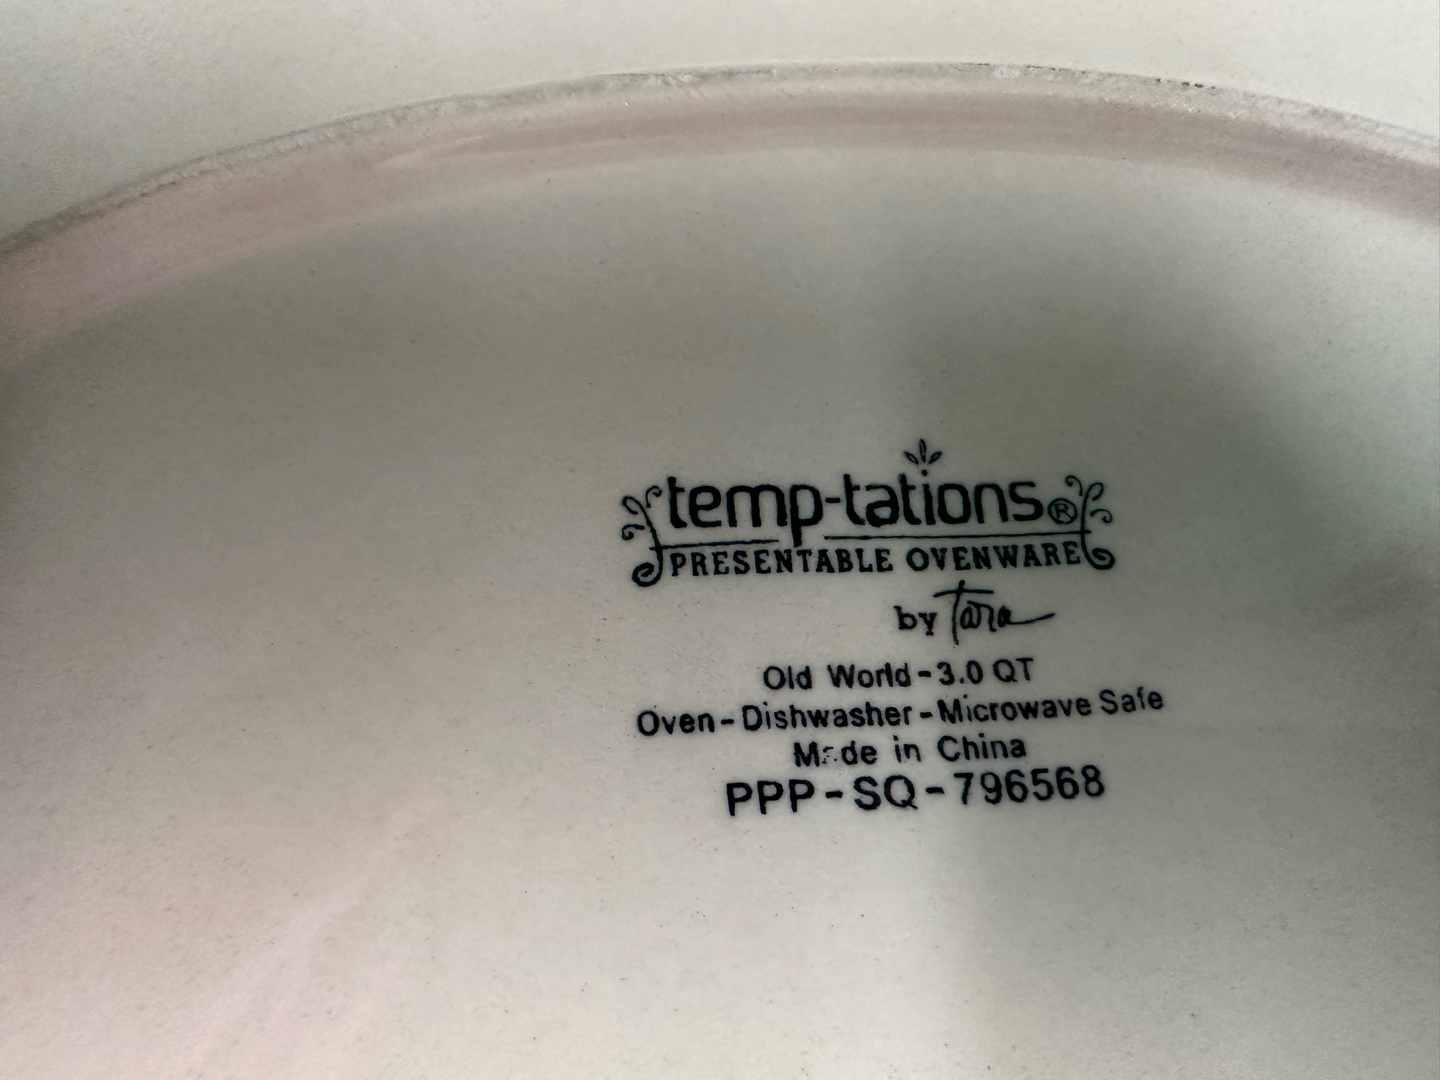 temp-tations®
PRESENTABLE OVENWARE
by Tara
Old World-3.0 QT
Oven-Dishwasher-Microwave Safe
Made in China
PPP-SQ-796568